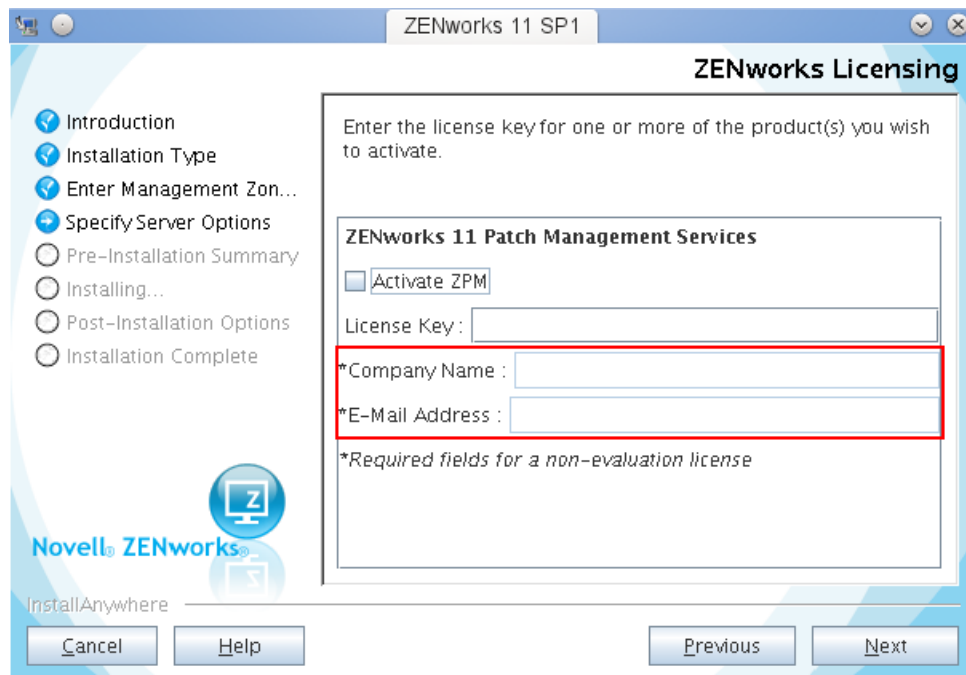 ZENworks 11 SP1
ZENworks Licensing
Introduction
Installation Type
Enter Management Zon...
Specify Server Options
Pre-Installation Summary
Installing...
Post-Installation Options
Installation Complete
Enter the license key for one or more of the product(s) you wish
to activate.
ZENworks 11 Patch Management Services
Activate ZPM
License Key :
*Company Name :
*E-Mail Address :
*Required fields for a non-evaluation license
Z
Novell® ZENworks®
InstallAnywhere
Cancel
Help
Previous
Next